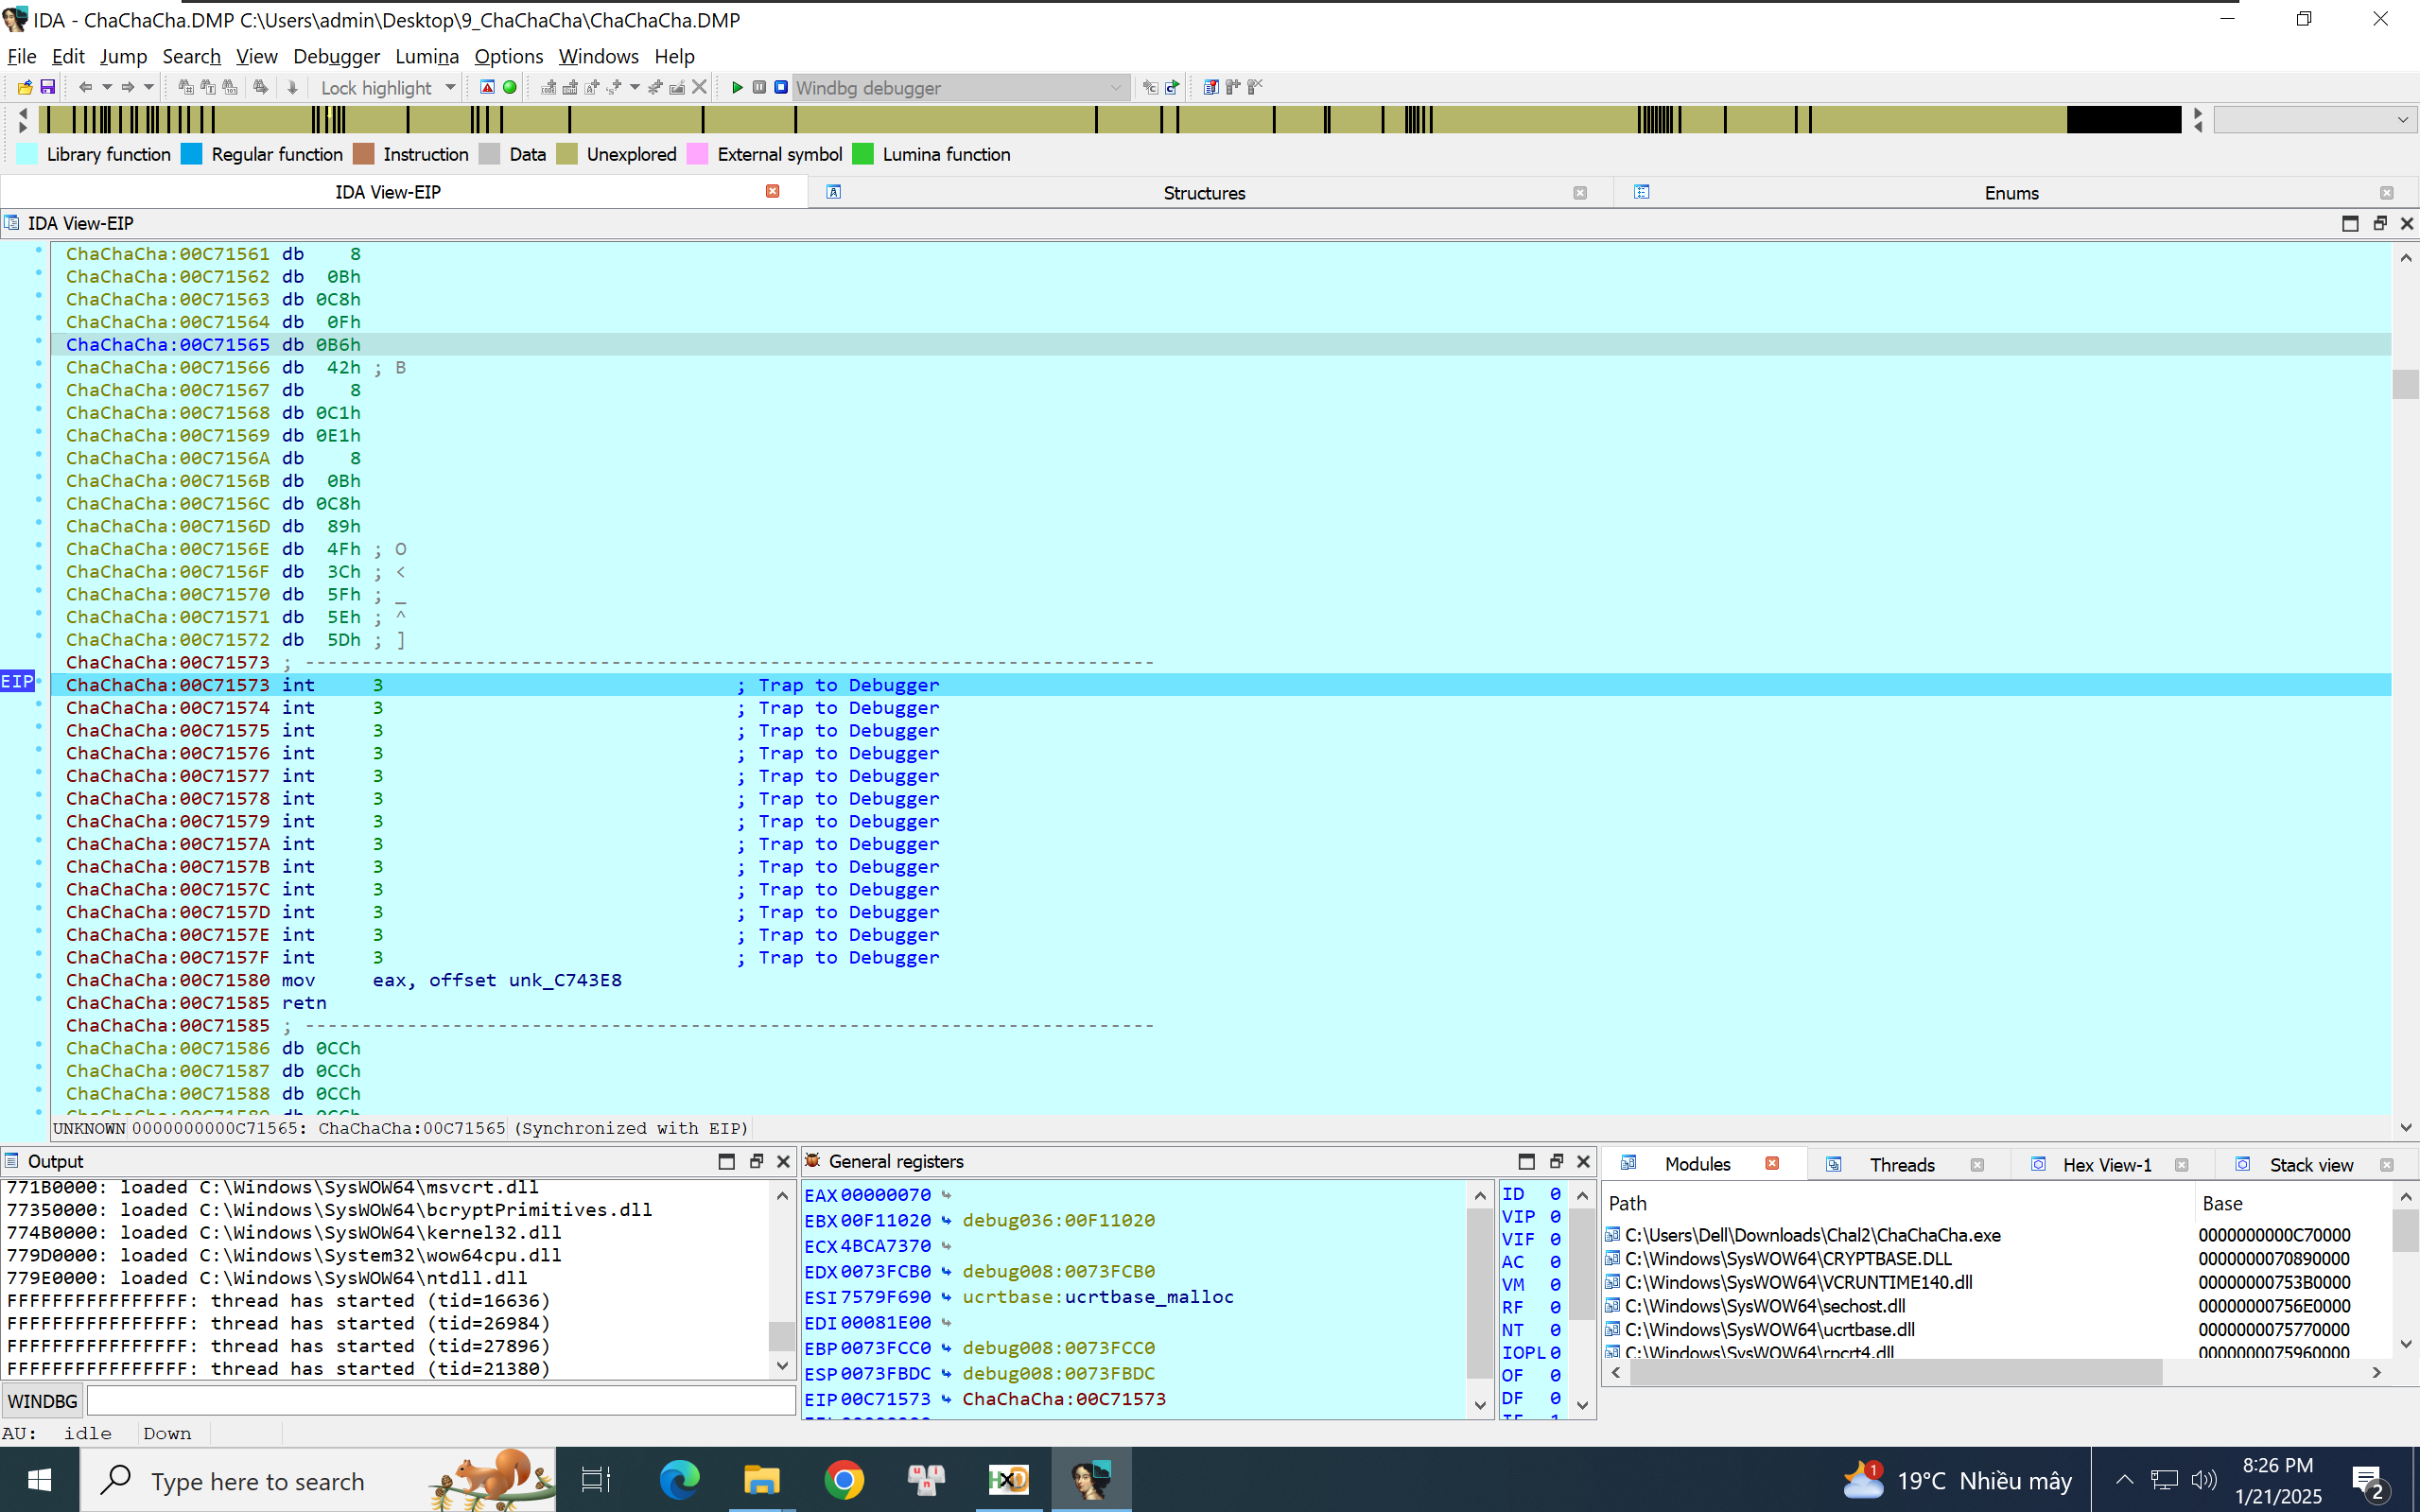 IDA - ChaChaCha.DMP C:\Users\admin\Desktop\9_ChaChaCha\ChaChaCha.DMP
File Edit Jump Search View Debugger Lumina Options Windows Help
Lock highlight Windbg debugger
Library function Regular function Instruction Data Unexplored External symbol Lumina function
IDA View-EIP Structures Enums
IDA View-EIP
ChaChaCha:00C71561 db 8
ChaChaCha:00C71562 db 0Bh
ChaChaCha:00C71563 db 0C8h
ChaChaCha:00C71564 db 0Fh
ChaChaCha:00C71565 db 0B6h
ChaChaCha:00C71566 db 42h ; B
ChaChaCha:00C71567 db 8
ChaChaCha:00C71568 db 0C1h
ChaChaCha:00C71569 db 0E1h
ChaChaCha:00C7156A db 8
ChaChaCha:00C7156B db 0Bh
ChaChaCha:00C7156C db 0C8h
ChaChaCha:00C7156D db 89h
ChaChaCha:00C7156E db 4Fh ; O
ChaChaCha:00C7156F db 3Ch ; <
ChaChaCha:00C71570 db 5Fh ; _
ChaChaCha:00C71571 db 5Eh ; ^
ChaChaCha:00C71572 db 5Dh ; ]
ChaChaCha:00C71573 ; ---------------------------------------------------------------------------
EIP ChaChaCha:00C71573 int 3 ; Trap to Debugger
ChaChaCha:00C71574 int 3 ; Trap to Debugger
ChaChaCha:00C71575 int 3 ; Trap to Debugger
ChaChaCha:00C71576 int 3 ; Trap to Debugger
ChaChaCha:00C71577 int 3 ; Trap to Debugger
ChaChaCha:00C71578 int 3 ; Trap to Debugger
ChaChaCha:00C71579 int 3 ; Trap to Debugger
ChaChaCha:00C7157A int 3 ; Trap to Debugger
ChaChaCha:00C7157B int 3 ; Trap to Debugger
ChaChaCha:00C7157C int 3 ; Trap to Debugger
ChaChaCha:00C7157D int 3 ; Trap to Debugger
ChaChaCha:00C7157E int 3 ; Trap to Debugger
ChaChaCha:00C7157F int 3 ; Trap to Debugger
ChaChaCha:00C71580 mov eax, offset unk_C743E8
ChaChaCha:00C71585 retn
ChaChaCha:00C71585 ; ---------------------------------------------------------------------------
ChaChaCha:00C71586 db 0CCh
ChaChaCha:00C71587 db 0CCh
ChaChaCha:00C71588 db 0CCh
UNKNOWN 0000000000C71565: ChaChaCha:00C71565 (Synchronized with EIP)
Output
771B0000: loaded C:\Windows\SysWOW64\msvcrt.dll
77350000: loaded C:\Windows\SysWOW64\bcryptPrimitives.dll
774B0000: loaded C:\Windows\SysWOW64\kernel32.dll
779D0000: loaded C:\Windows\System32\wow64cpu.dll
779E0000: loaded C:\Windows\SysWOW64\ntdll.dll
FFFFFFFFFFFFFFFF: thread has started (tid=16636)
FFFFFFFFFFFFFFFF: thread has started (tid=26984)
FFFFFFFFFFFFFFFF: thread has started (tid=27896)
FFFFFFFFFFFFFFFF: thread has started (tid=21380)
WINDBG
AU: idle Down
General registers
EAX 00000070
EBX 00F11020 debug036:00F11020
ECX 4BCA7370
EDX 0073FCB0 debug008:0073FCB0
ESI 7579F690 ucrtbase:ucrtbase_malloc
EDI 00081E00
EBP 0073FCC0 debug008:0073FCC0
ESP 0073FBDC debug008:0073FBDC
EIP 00C71573 ChaChaCha:00C71573
ID 0
VIP 0
VIF 0
AC 0
VM 0
RF 0
NT 0
IOPL 0
OF 0
DF 0
Modules Threads Hex View-1 Stack view
Path Base
C:\Users\Dell\Downloads\Chal2\ChaChaCha.exe 0000000000C70000
C:\Windows\SysWOW64\CRYPTBASE.DLL 0000000070890000
C:\Windows\SysWOW64\VCRUNTIME140.dll 00000000753B0000
C:\Windows\SysWOW64\sechost.dll 00000000756E0000
C:\Windows\SysWOW64\ucrtbase.dll 0000000075770000
C:\Windows\SysWOW64\rpcrt4.dll 0000000075960000
Type here to search
1 19°C Nhiều mây
8:26 PM
1/21/2025
2